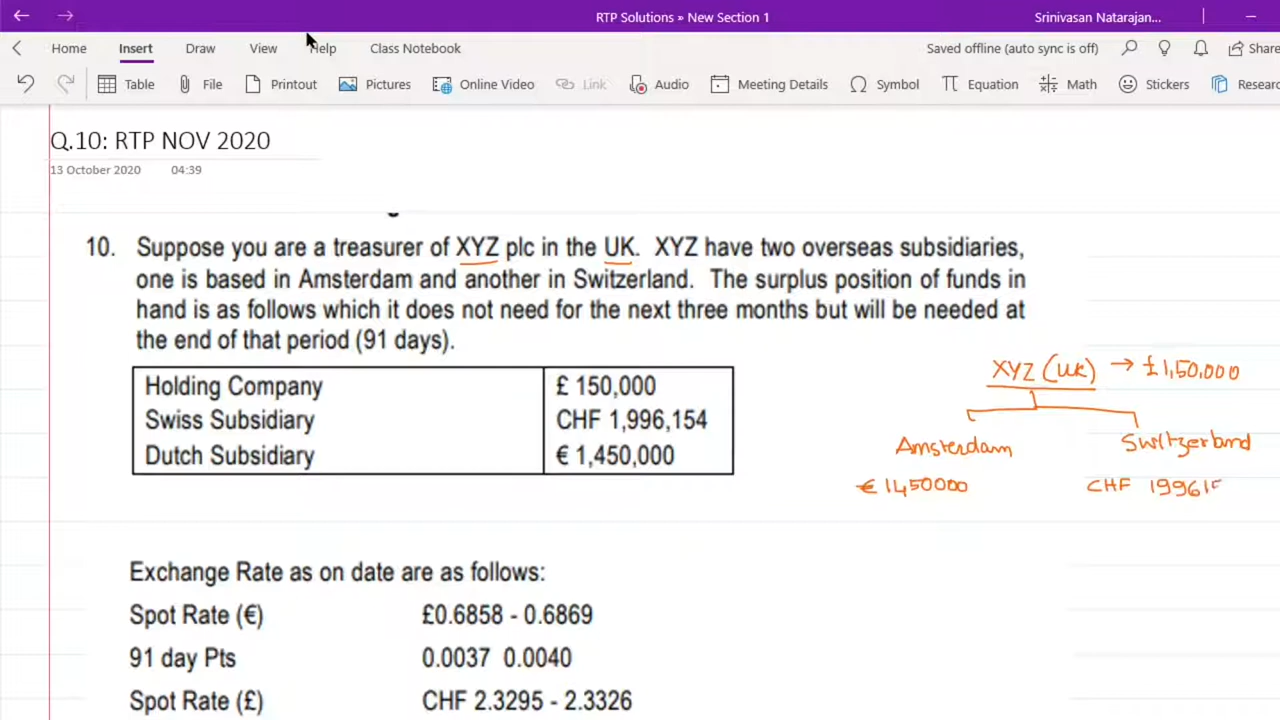 RTP Solutions » New Section 1
Srinivasan Natarajan...
Home Insert Draw View Help Class Notebook
Saved offline (auto sync is off)
Share
Table File Printout Pictures Online Video Link Audio Meeting Details Symbol Equation Math Stickers Researc
Q.10: RTP NOV 2020
13 October 2020 04:39
10. Suppose you are a treasurer of XYZ plc in the UK. XYZ have two overseas subsidiaries,
one is based in Amsterdam and another in Switzerland. The surplus position of funds in
hand is as follows which it does not need for the next three months but will be needed at
the end of that period (91 days).
Holding Company £ 150,000
Swiss Subsidiary CHF 1,996,154
Dutch Subsidiary € 1,450,000
XYZ (UK) → £1,50,000
Amsterdam Switzerland
€ 1450000 CHF 199615
Exchange Rate as on date are as follows:
Spot Rate (€) £0.6858 - 0.6869
91 day Pts 0.0037 0.0040
Spot Rate (£) CHF 2.3295 - 2.3326